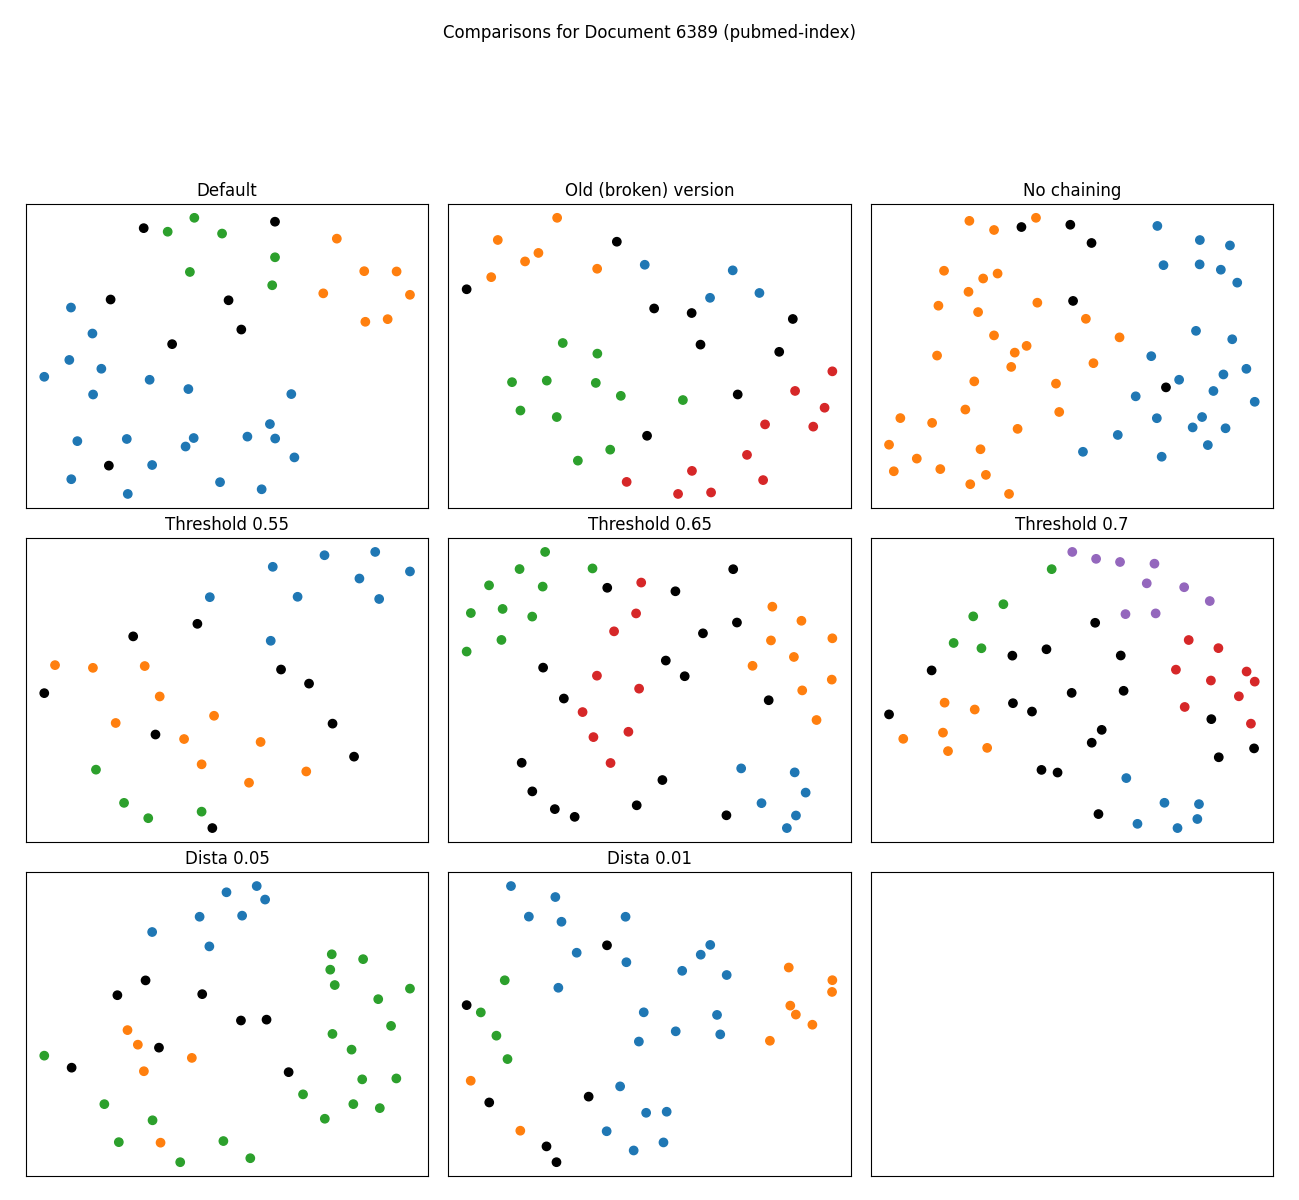 Comparisons for Document 6389 (pubmed-index)
Default
Old (broken) version
No chaining
Threshold 0.55
Threshold 0.65
Threshold 0.7
Dista 0.05
Dista 0.01